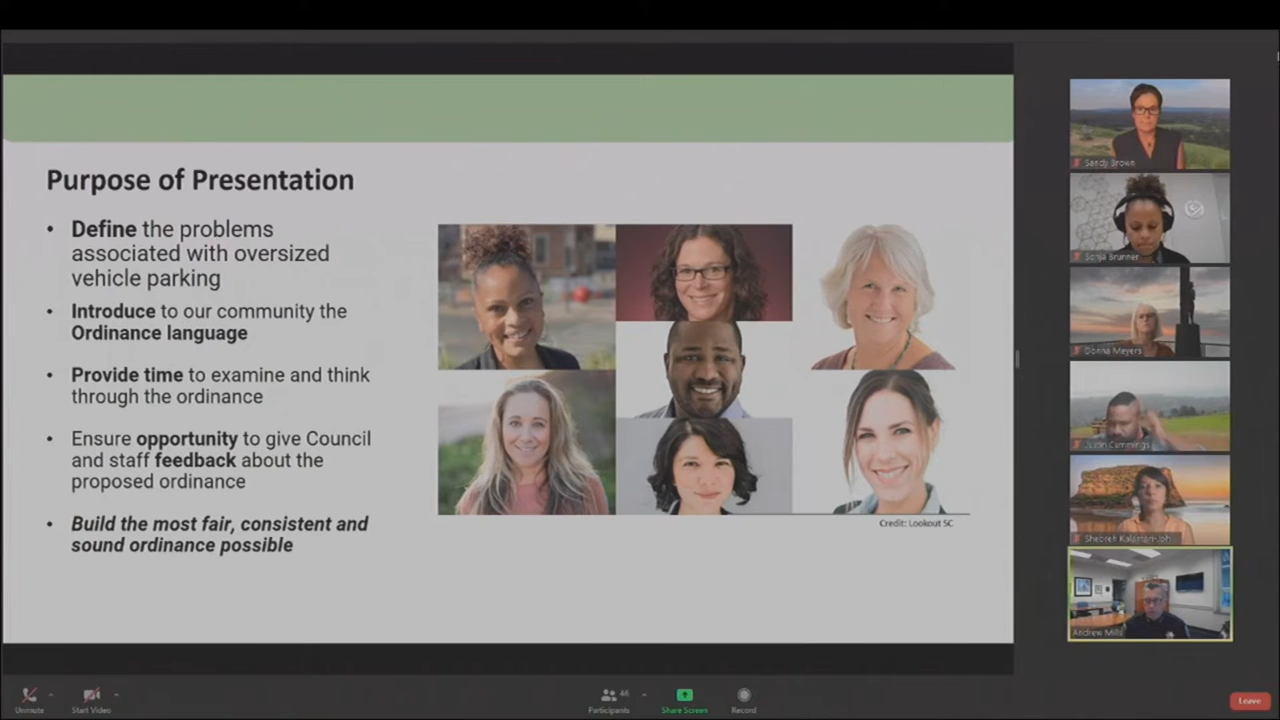 Purpose of Presentation
• Define the problems
associated with oversized
vehicle parking
• Introduce to our community the
Ordinance language
• Provide time to examine and think
through the ordinance
• Ensure opportunity to give Council
and staff feedback about the
proposed ordinance
• Build the most fair, consistent and
sound ordinance possible
Credit: Lookout SC
Sandy Brown
Sonja Brunner
Donna Meyers
Justin Cummings
Andrew Mills
Unmute
Start Video
Participants
46
Share Screen
Record
Leave